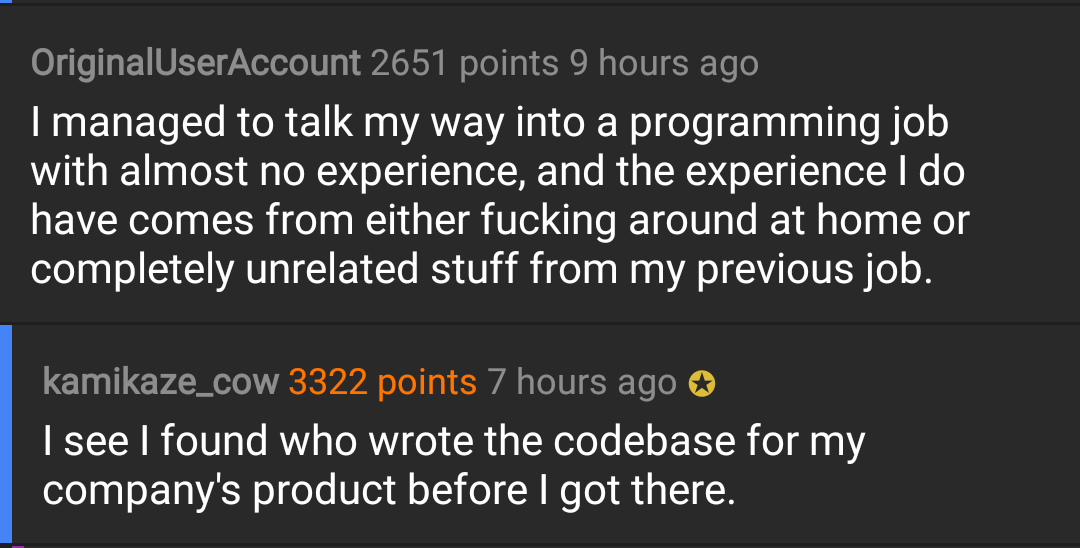 OriginalUserAccount 2651 points 9 hours ago
I managed to talk my way into a programming job
with almost no experience, and the experience I do
have comes from either fucking around at home or
completely unrelated stuff from my previous job.
kamikaze_cow 3322 points 7 hours ago
I see I found who wrote the codebase for my
company's product before I got there.